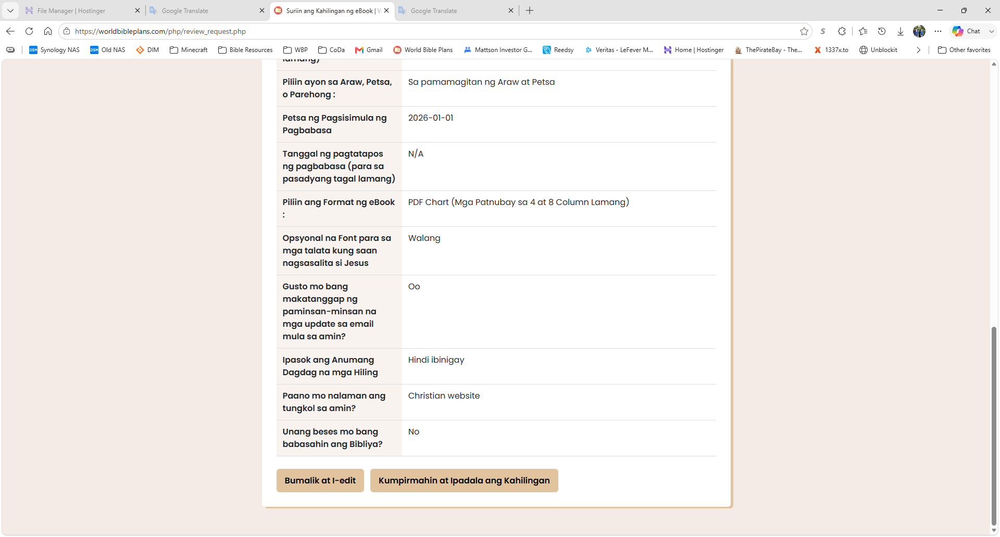 File Manager | Hostinger
Google Translate
Suriin ang Kahilingan ng eBook |
Google Translate
https://worldbibleplans.com/php/review_request.php
Chat
Synology NAS
Old NAS
DIM
Minecraft
Bible Resources
WBP
CoDa
Gmail
World Bible Plans
Mattson Investor G...
Reedsy
Veritas - LeFever M...
Home | Hostinger
ThePirateBay - The...
1337x.to
Unblockit
Other favorites
lamang)
Piliin ayon sa Araw, Petsa,
o Parehong :
Sa pamamagitan ng Araw at Petsa
Petsa ng Pagsisimula ng
Pagbabasa
2026-01-01
Tanggal ng pagtatapos
ng pagbabasa (para sa
pasadyang tagal lamang)
N/A
Piliin ang Format ng eBook
:
PDF Chart (Mga Patnubay sa 4 at 8 Column Lamang)
Opsyonal na Font para sa
mga talata kung saan
nagsasalita si Jesus
Walang
Gusto mo bang
makatanggap ng
paminsan-minsan na
mga update sa email
mula sa amin?
Oo
Ipasok ang Anumang
Dagdag na mga Hiling
Hindi ibinigay
Paano mo nalaman ang
tungkol sa amin?
Christian website
Unang beses mo bang
babasahin ang Bibliya?
No
Bumalik at I-edit
Kumpirmahin at Ipadala ang Kahilingan